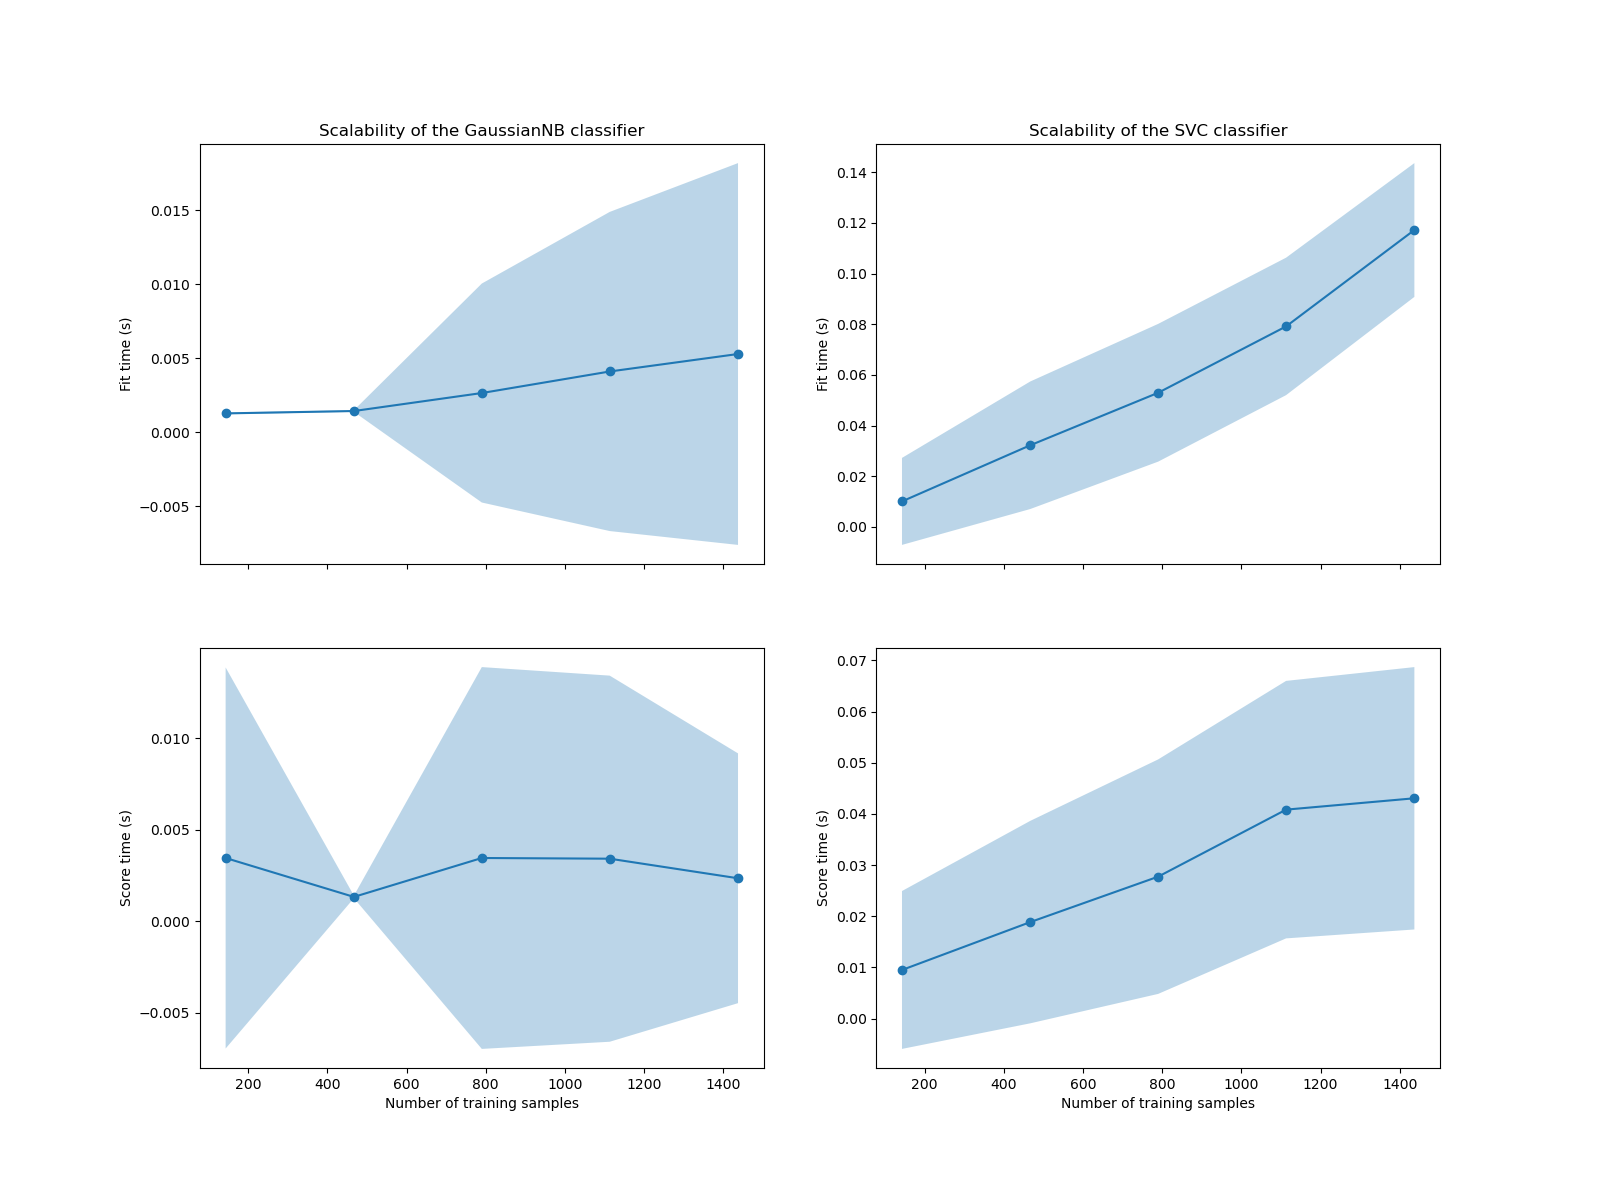 Scalability of the GaussianNB classifier
Fit time (s)
0.015
0.010
0.005
0.000
−0.005
Scalability of the SVC classifier
Fit time (s)
0.14
0.12
0.10
0.08
0.06
0.04
0.02
0.00
Score time (s)
0.010
0.005
0.000
−0.005
200 400 600 800 1000 1200 1400
Number of training samples
Score time (s)
0.07
0.06
0.05
0.04
0.03
0.02
0.01
0.00
200 400 600 800 1000 1200 1400
Number of training samples